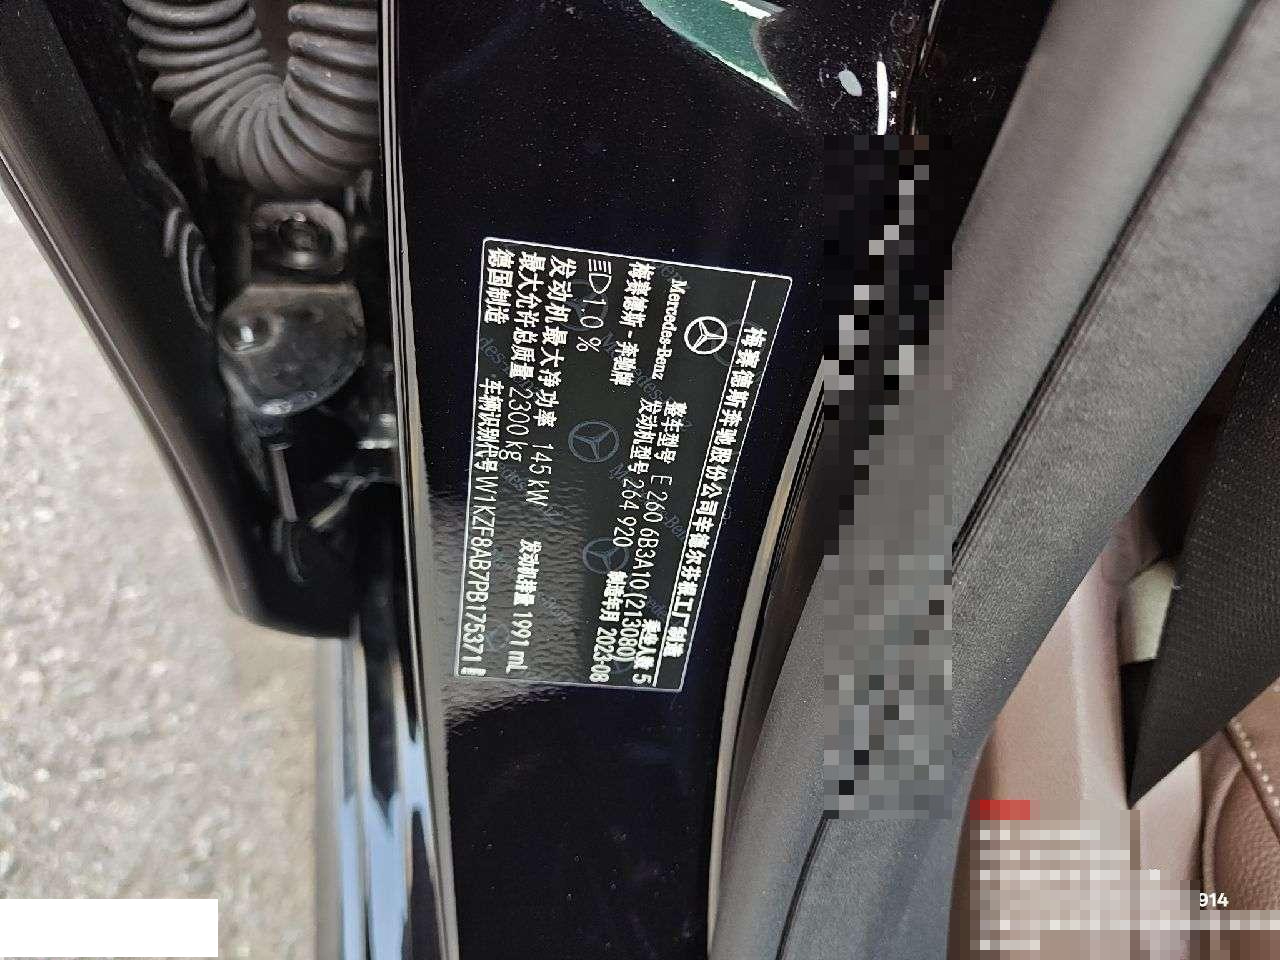 梅赛德斯奔驰股份公司辛德尔芬根工厂 制造
Mercedes-Benz 整车型号 E 260 6B3A10(213080) 乘坐人数 5
梅赛德斯-奔驰牌 发动机型号 264 920 制造年月 2023-08
1.0 %
发动机最大净功率 145 kW 发动机排量 1991 mL
最大允许总质量 2300 kg
德国制造 车辆识别代号 W1KZF8AB7PB175371
914